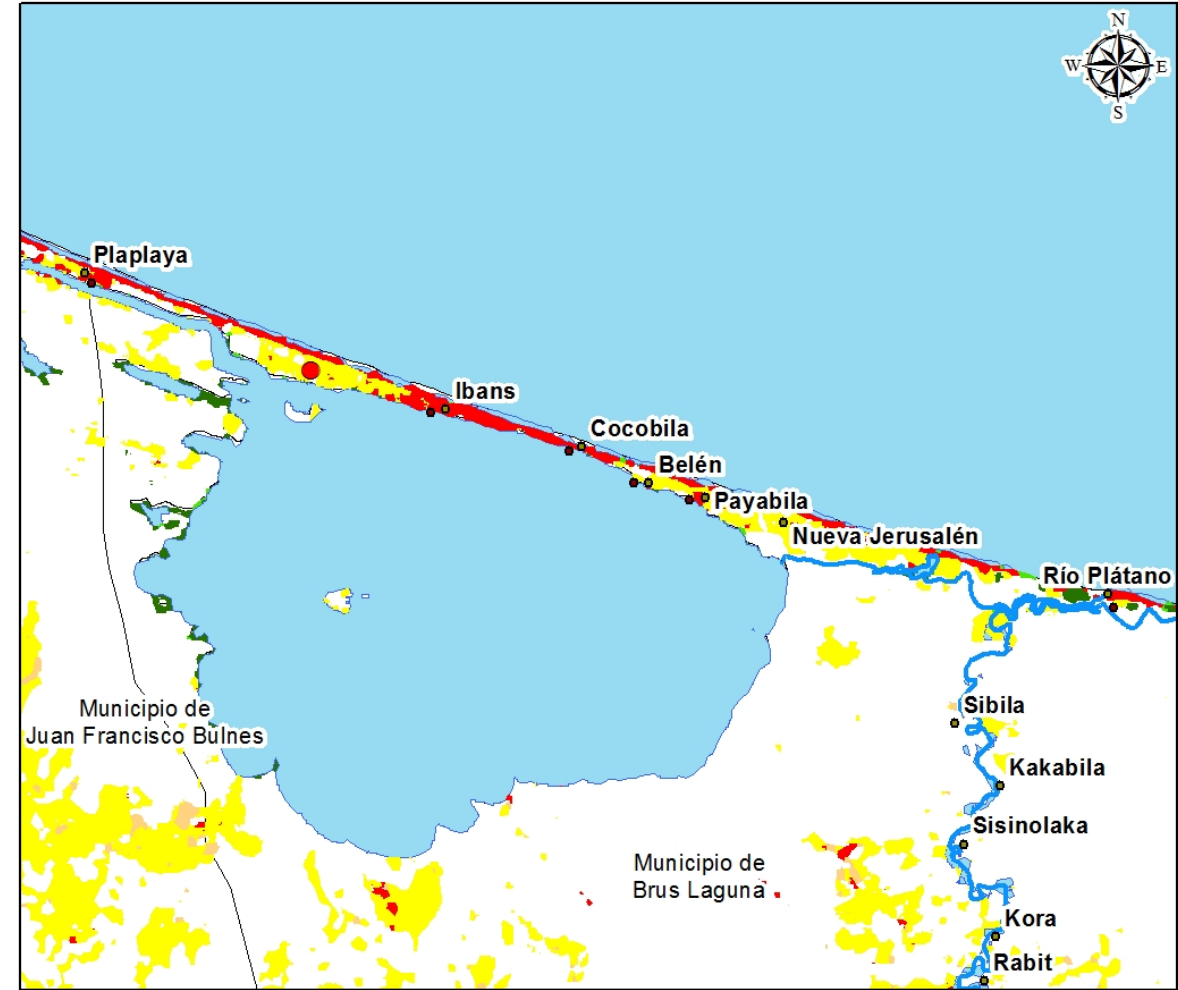 N
W E
S
Plaplaya
Ibans
Cocobila
Belén
Payabila
Nueva Jerusalén
Río Plátano
Municipio de
Juan Francisco Bulnes
Sibila
Kakabila
Sisinolaka
Municipio de
Brus Laguna
Kora
Rabit